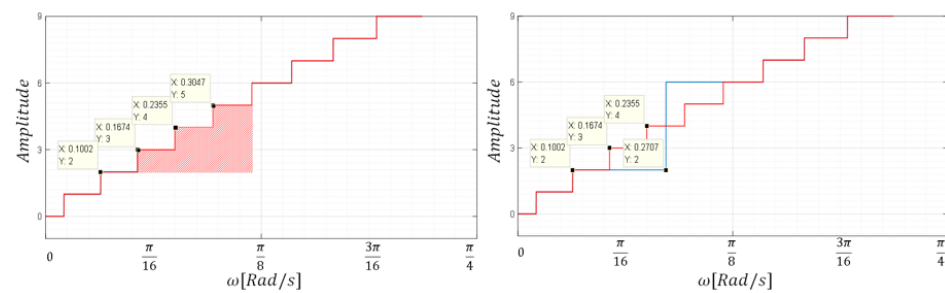 9
6
3
0
Amplitude
X: 0.3047
Y: 5
X: 0.2355
Y: 4
X: 0.1674
Y: 3
X: 0.1002
Y: 2
0
π/16
π/8
3π/16
π/4
ω[Rad/s]
9
6
3
0
Amplitude
X: 0.2355
Y: 4
X: 0.1674
Y: 3
X: 0.1002
Y: 2
X: 0.2707
Y: 2
0
π/16
π/8
3π/16
π/4
ω[Rad/s]